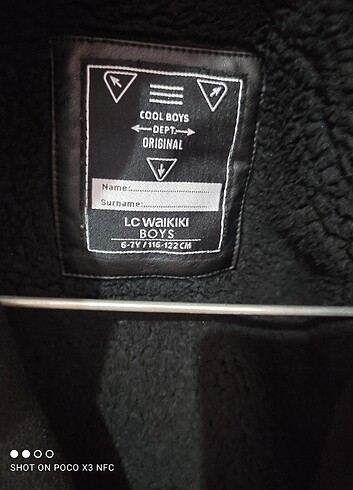 COOL BOYS
DEPT.
ORIGINAL
Name:........................
Surname:....................
LC WAIKIKI
BOYS
6-7Y / 116-122 CM
SHOT ON POCO X3 NFC